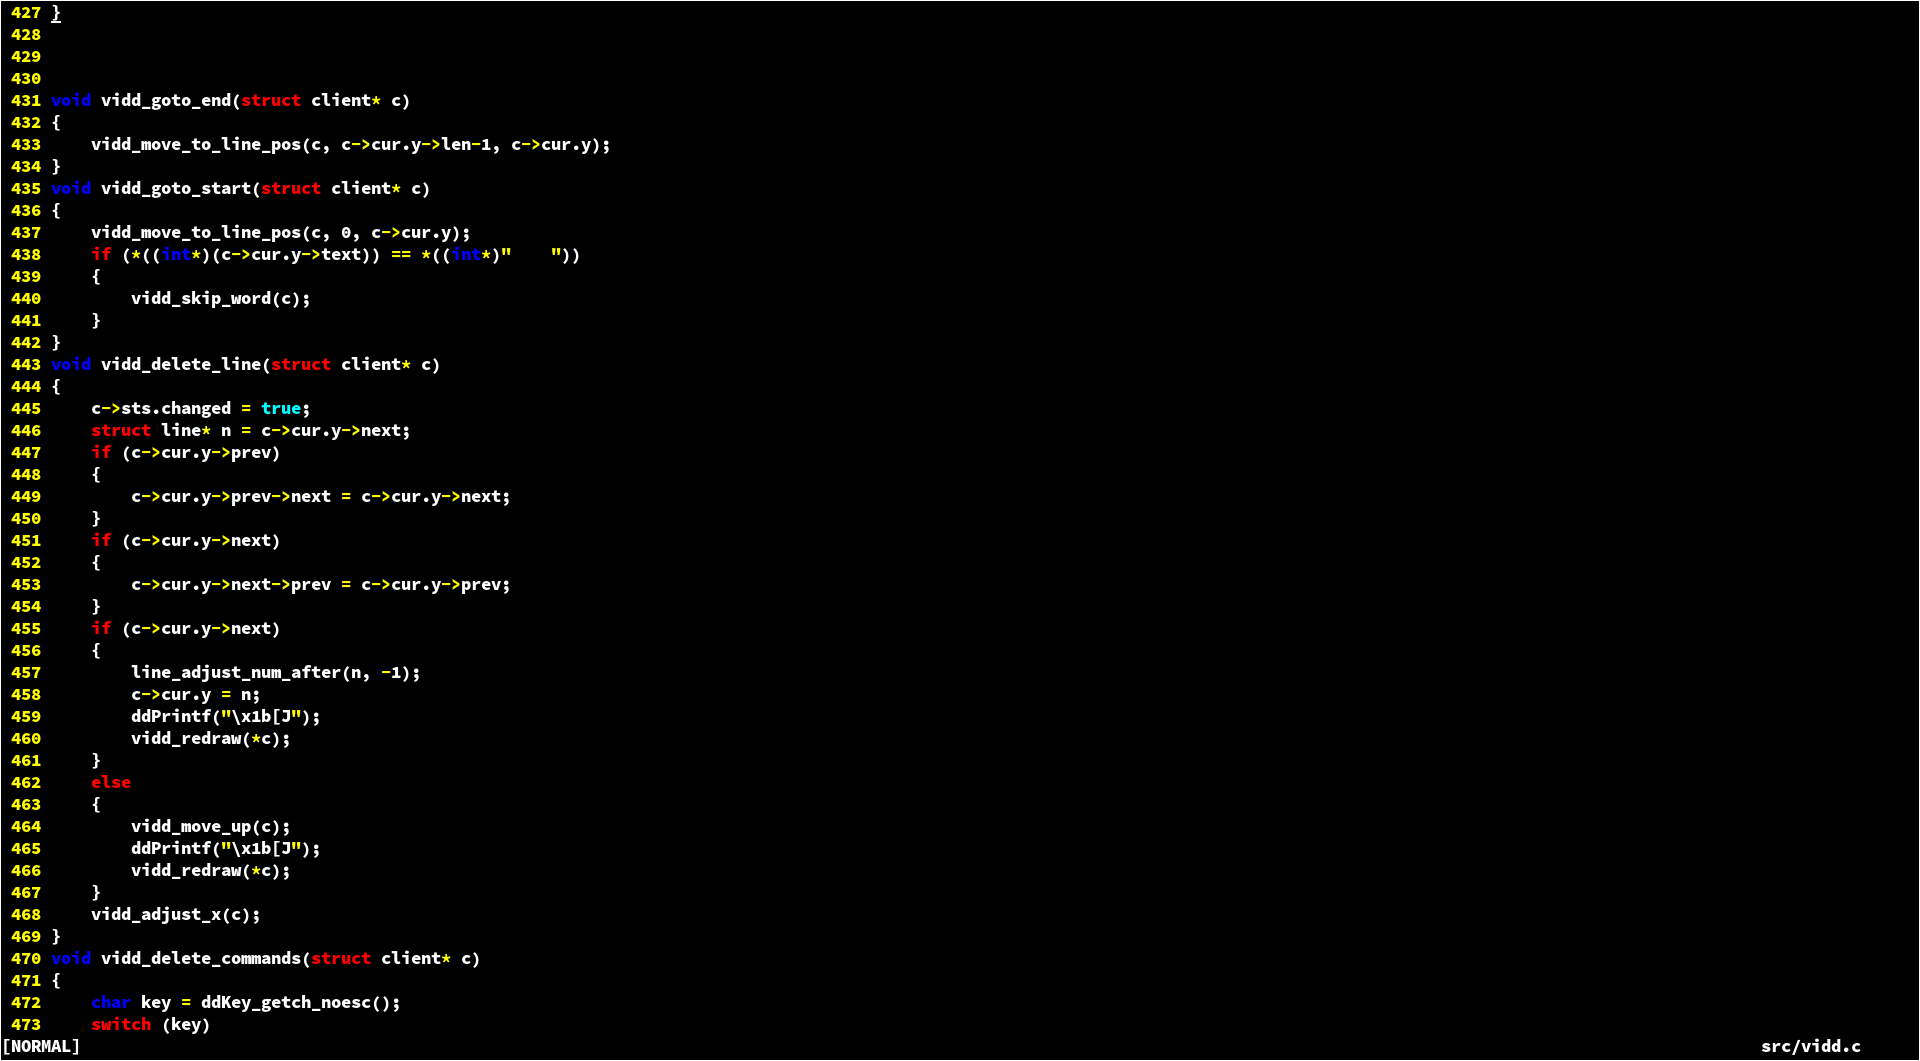 427 }
428
429
430
431 void vidd_goto_end(struct client* c)
432 {
433     vidd_move_to_line_pos(c, c->cur.y->len-1, c->cur.y);
434 }
435 void vidd_goto_start(struct client* c)
436 {
437     vidd_move_to_line_pos(c, 0, c->cur.y);
438     if (*((int*)(c->cur.y->text)) == *((int*)"    "))
439     {
440         vidd_skip_word(c);
441     }
442 }
443 void vidd_delete_line(struct client* c)
444 {
445     c->sts.changed = true;
446     struct line* n = c->cur.y->next;
447     if (c->cur.y->prev)
448     {
449         c->cur.y->prev->next = c->cur.y->next;
450     }
451     if (c->cur.y->next)
452     {
453         c->cur.y->next->prev = c->cur.y->prev;
454     }
455     if (c->cur.y->next)
456     {
457         line_adjust_num_after(n, -1);
458         c->cur.y = n;
459         ddPrintf("\x1b[J");
460         vidd_redraw(*c);
461     }
462     else
463     {
464         vidd_move_up(c);
465         ddPrintf("\x1b[J");
466         vidd_redraw(*c);
467     }
468     vidd_adjust_x(c);
469 }
470 void vidd_delete_commands(struct client* c)
471 {
472     char key = ddKey_getch_noesc();
473     switch (key)
[NORMAL] src/vidd.c